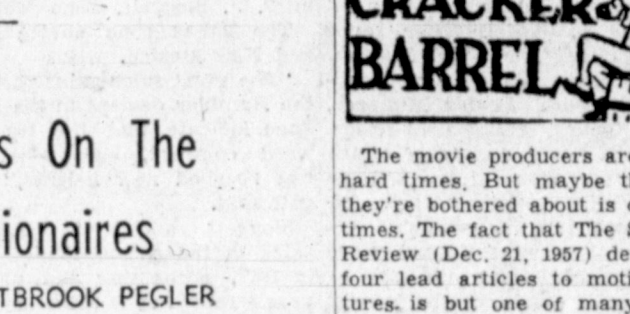 s On The
ionaires
TBROOK PEGLER
CRACKER
BARREL
The movie producers are
hard times. But maybe t
they're bothered about is
times. The fact that The
Review (Dec. 21, 1957) de
four lead articles to moti
tures, is but one of many